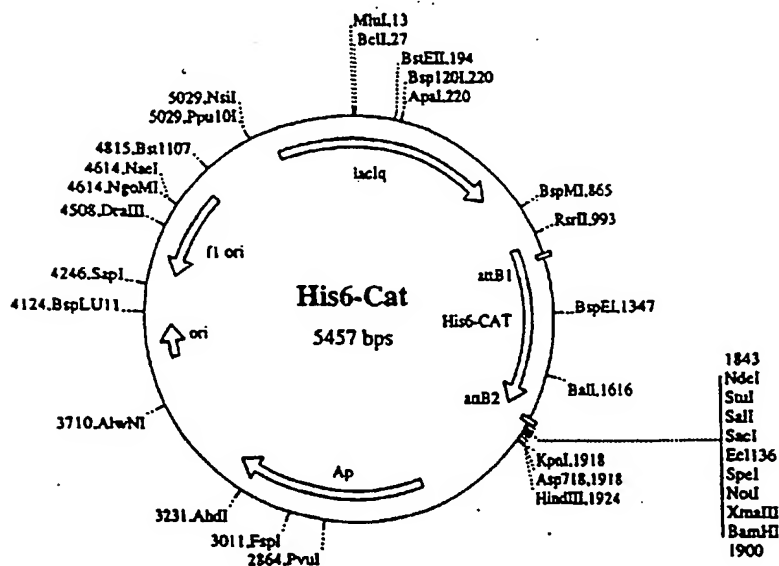 MluI,13
BclI,27
BstEII,194
Bsp120I,220
ApaI,220
5029,NsiI
5029,Ppu10I
4815,Bst1107
4614,NaeI
4614,NgoMI
4508,DraIII
4246,SapI
4124,BspLU11
3710,AlwNI
3231,AhdI
3011,FspI
2864,PvuI
lacIq
BspMI,865
RsrII,993
attB1
His6-CAT
BspEI,1347
attB2
BalI,1616
f1 ori
ori
Ap
His6-Cat
5457 bps
KpnI,1918
Asp718,1918
HindIII,1924
1843
NdeI
StuI
SalI
SacI
Ecl136
SpeI
NotI
XmaIII
BamHI
1900